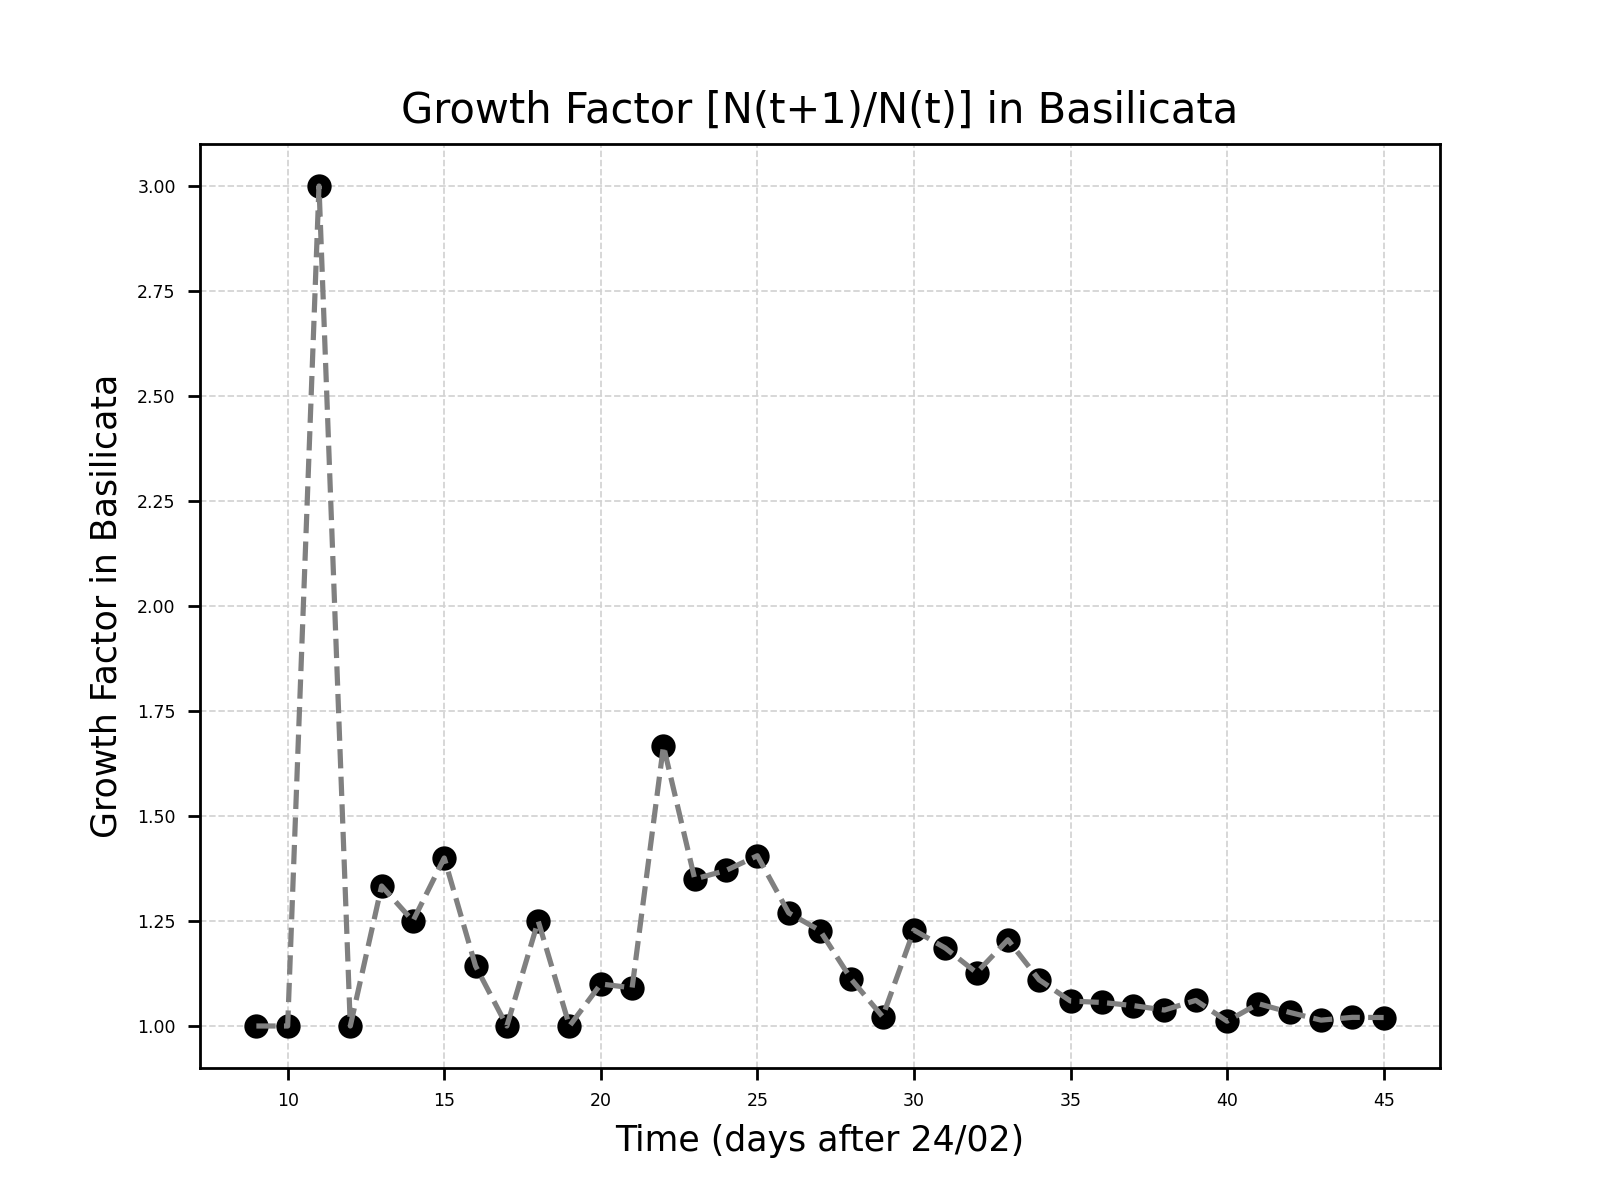 Growth Factor [N(t+1)/N(t)] in Basilicata
Growth Factor in Basilicata
3.00
2.75
2.50
2.25
2.00
1.75
1.50
1.25
1.00
10 15 20 25 30 35 40 45
Time (days after 24/02)